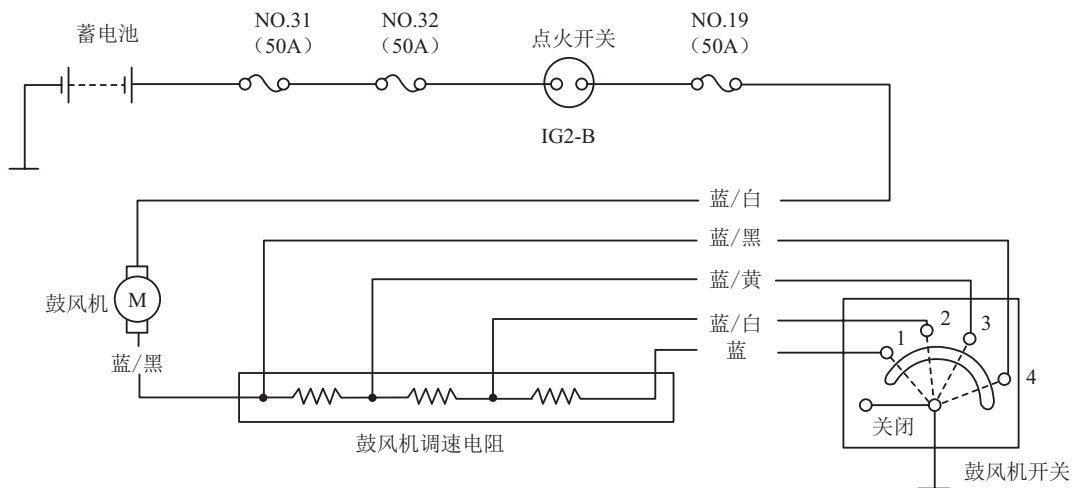 蓄电池
NO.31
（50A）
NO.32
（50A）
点火开关
IG2-B
NO.19
（50A）
蓝/白
蓝/黑
蓝/黄
蓝/白
蓝
鼓风机
M
蓝/黑
鼓风机调速电阻
1
2
3
4
关闭
鼓风机开关